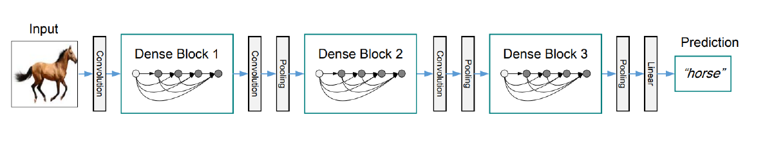 Input
Convolution
Dense Block 1
Convolution
Pooling
Dense Block 2
Convolution
Pooling
Dense Block 3
Pooling
Linear
Prediction
“horse”